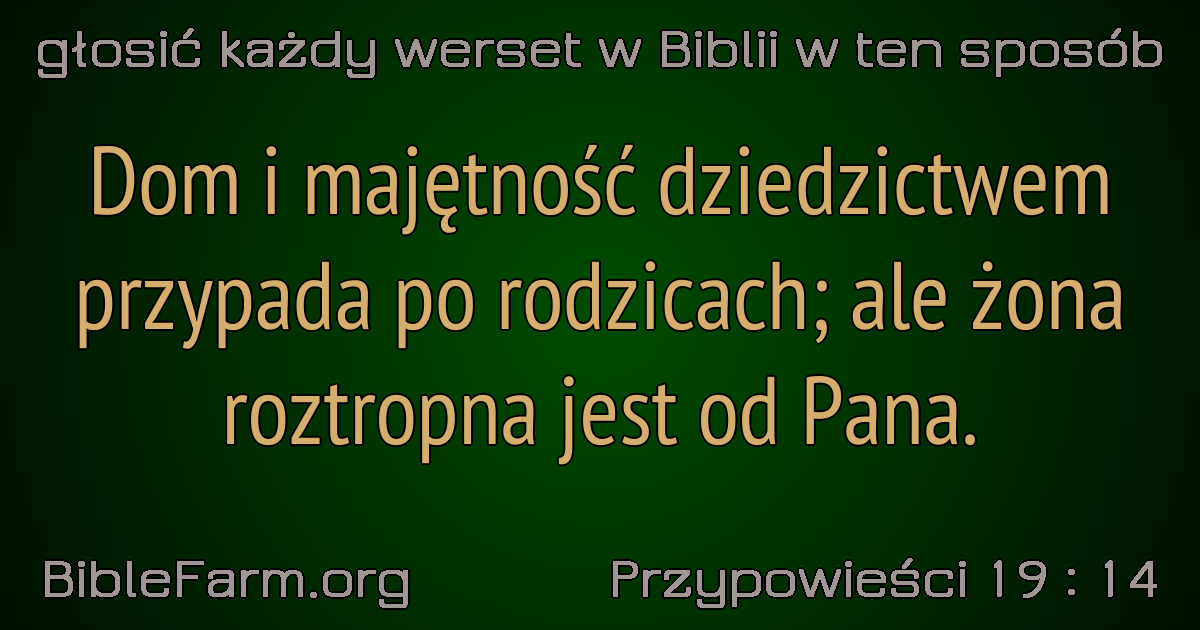 głosić każdy werset w Biblii w ten sposób
Dom i majętność dziedzictwem
przypada po rodzicach; ale żona
roztropna jest od Pana.
BibleFarm.org
Przypowieści 19 : 14